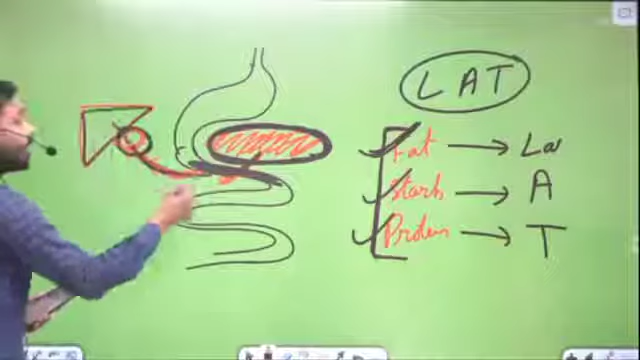 LAT
Fat → La
Starch → A
Protein → T